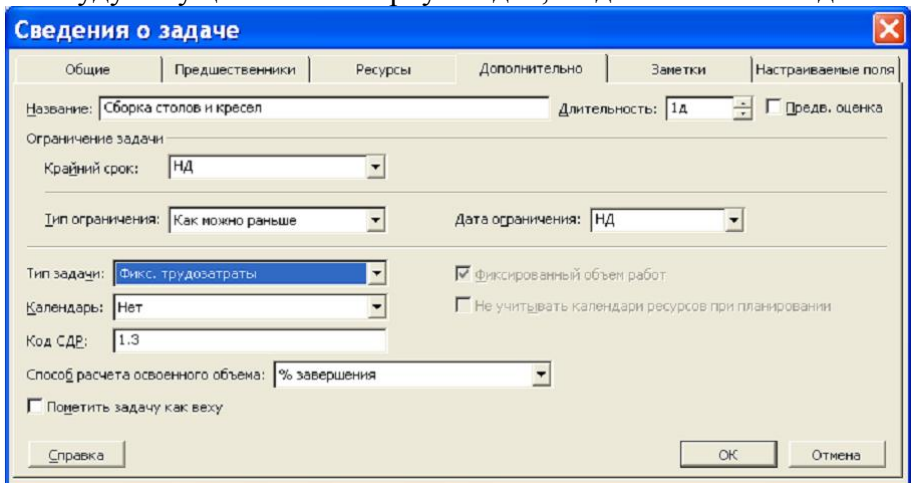 Сведения о задаче
Общие Предшественники Ресурсы Дополнительно Заметки Настраиваемые поля
Название: Сборка столов и кресел Длительность: 1д Предв. оценка
Ограничение задачи
Крайний срок: НД
Тип ограничения: Как можно раньше Дата ограничения: НД
Тип задачи: Фикс. трудозатраты Фиксированный объем работ
Календарь: Нет Не учитывать календари ресурсов при планировании
Код СДР: 1.3
Способ расчета освоенного объема: % завершения
Пометить задачу как веху
Справка ОК Отмена